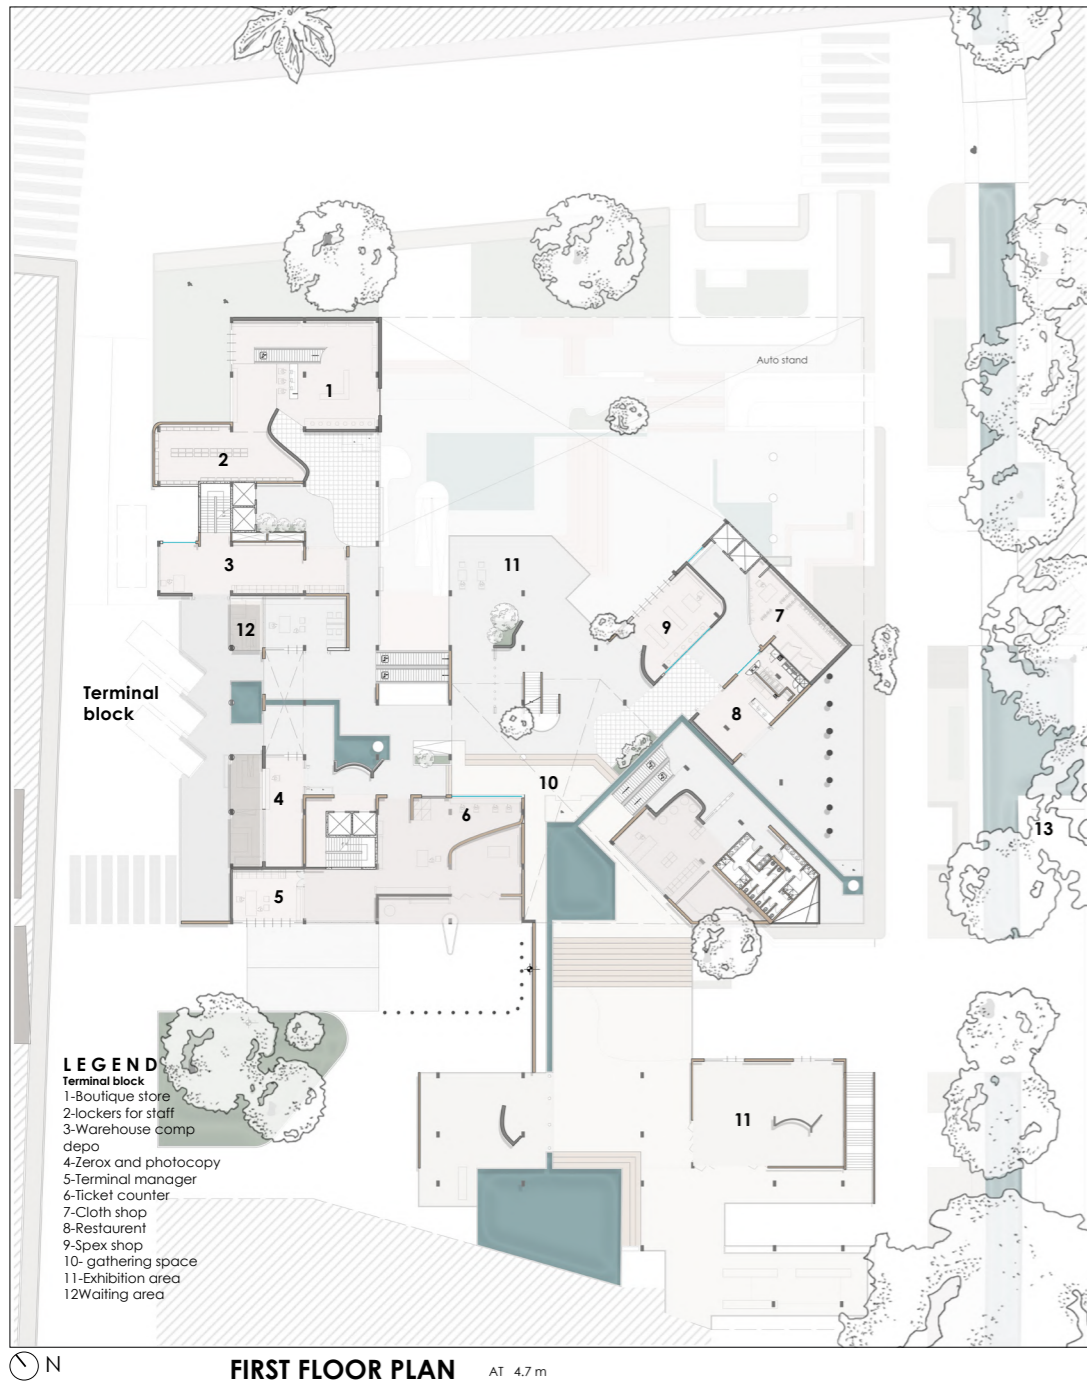 Auto stand
1
2
3
11
9
7
12
Terminal
block
8
10
4
6
13
5
11
LEGEND
Terminal block
1-Boutique store
2-lockers for staff
3-Warehouse comp
depo
4-Zerox and photocopy
5-Terminal manager
6-Ticket counter
7-Cloth shop
8-Restaurent
9-Spex shop
10- gathering space
11-Exhibition area
12Waiting area
N
FIRST FLOOR PLAN AT 4.7 m